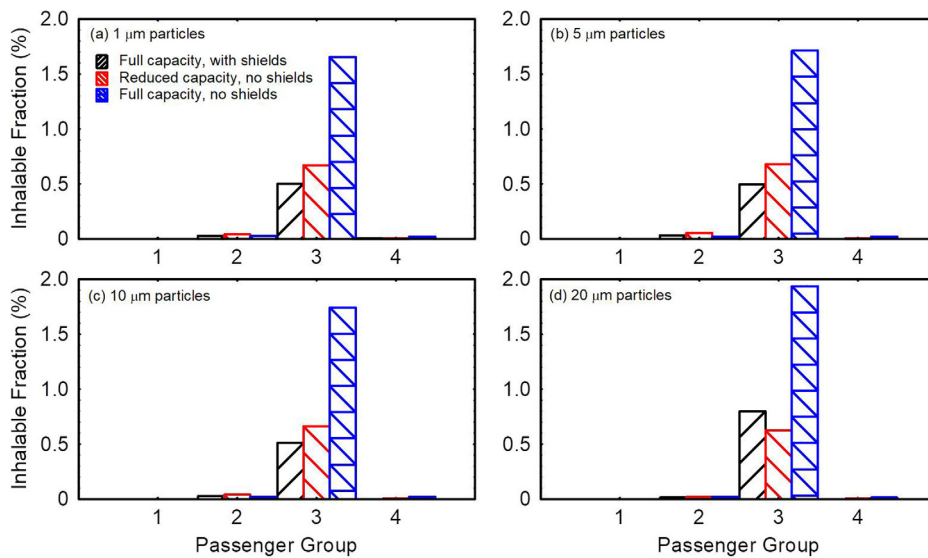 2.0
(a) 1 μm particles
Full capacity, with shields
Reduced capacity, no shields
Full capacity, no shields
1.5
1.0
0.5
0
Inhalable Fraction (%)
1 2 3 4
2.0
(b) 5 μm particles
1.5
1.0
0.5
0
Inhalable Fraction (%)
1 2 3 4
2.0
(c) 10 μm particles
1.5
1.0
0.5
0
Inhalable Fraction (%)
1 2 3 4
Passenger Group
2.0
(d) 20 μm particles
1.5
1.0
0.5
0
Inhalable Fraction (%)
1 2 3 4
Passenger Group